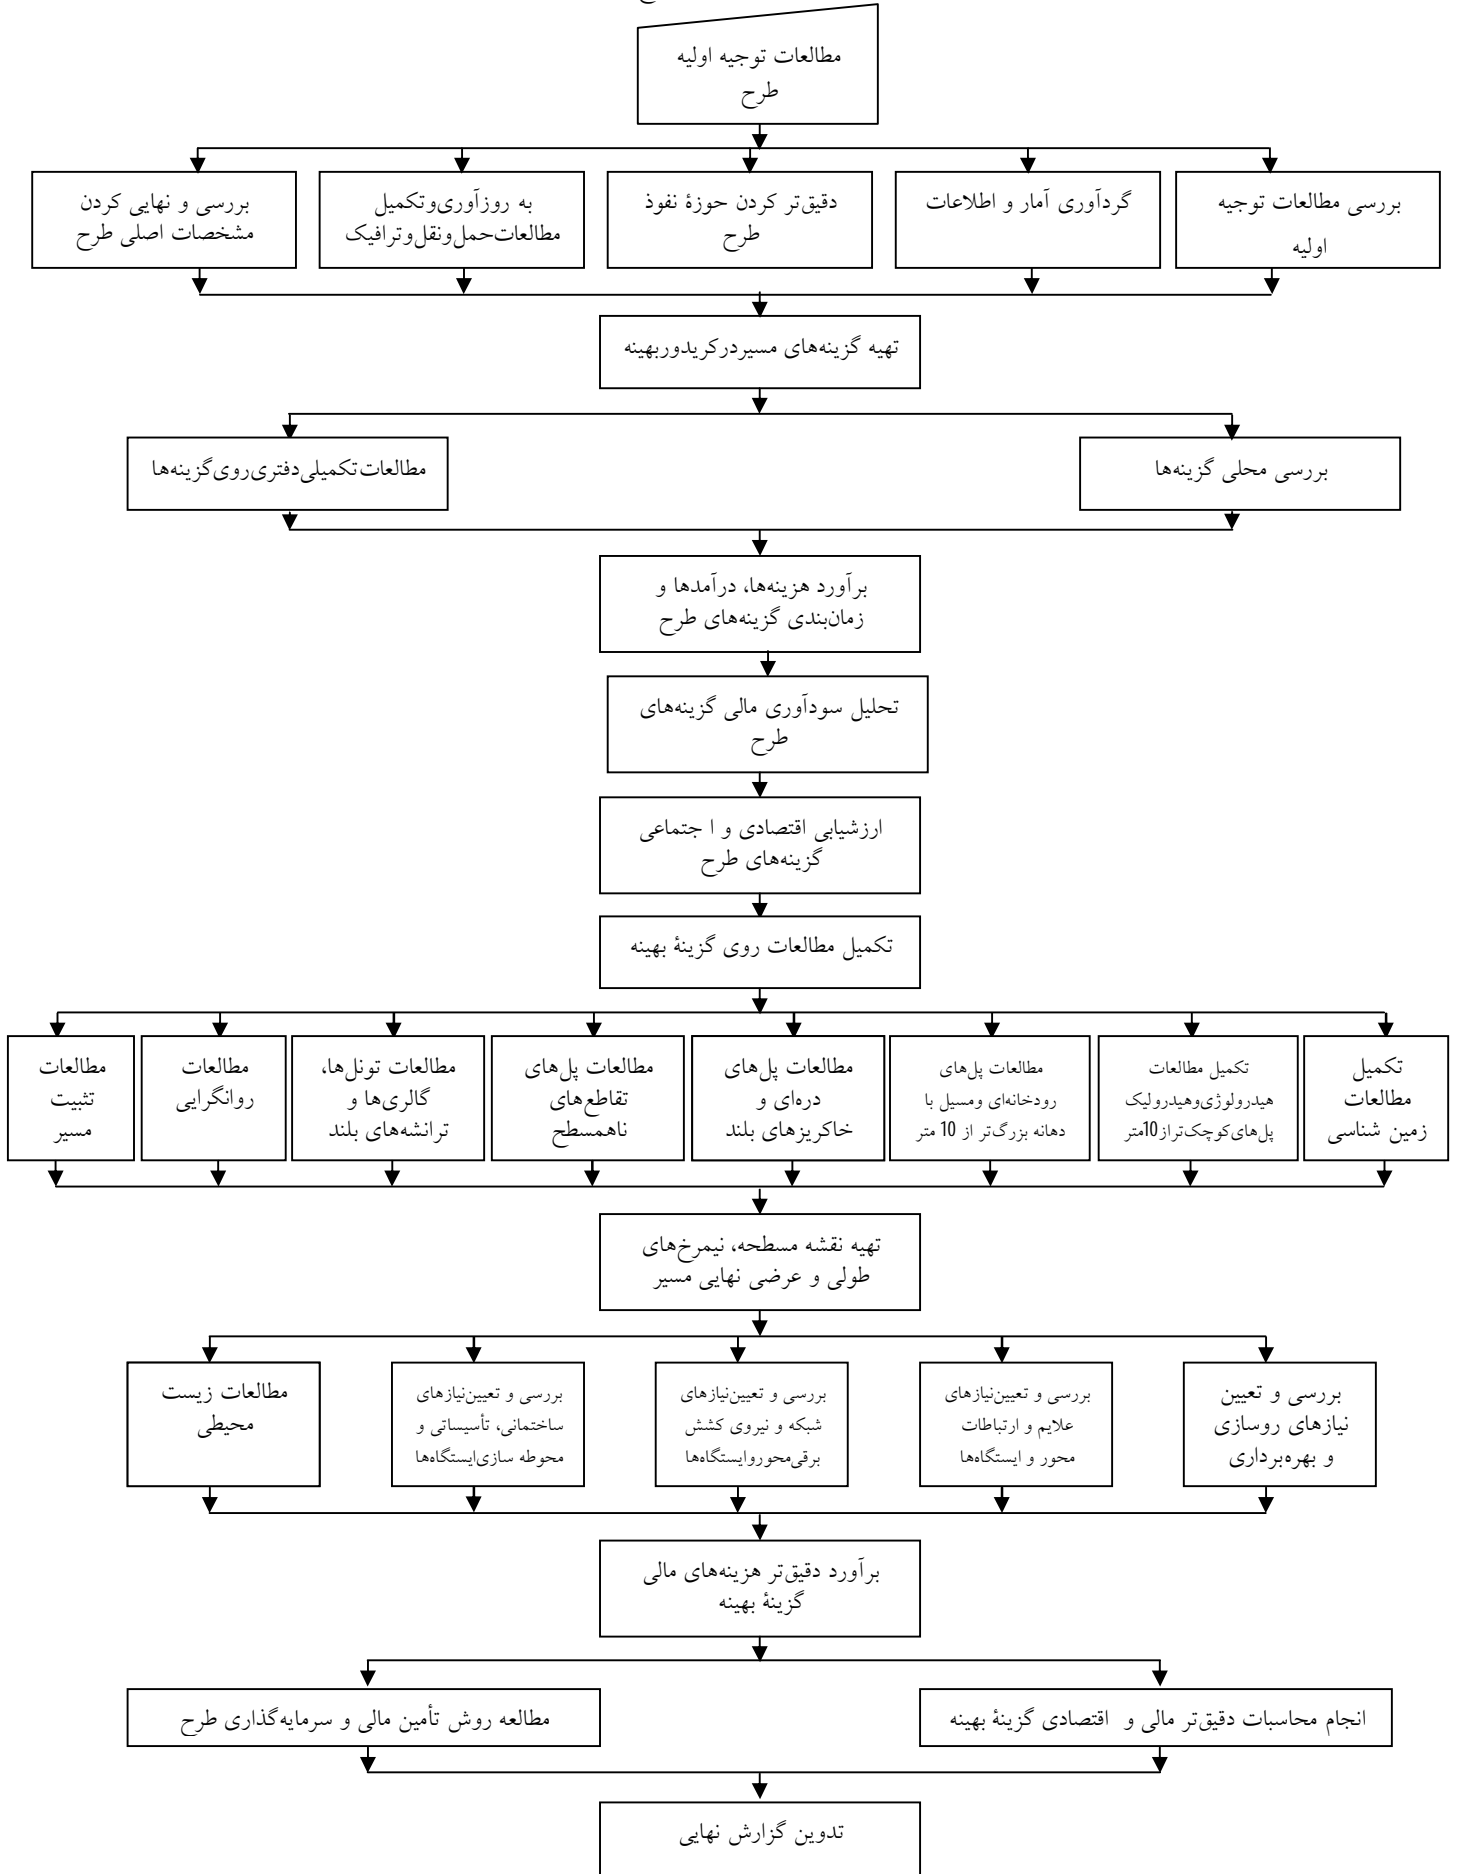 مطالعات توجیه اولیه
طرح
بررسی مطالعات توجیه
اولیه
گردآوری آمار و اطلاعات
دقیق‌تر کردن حوزهٔ نفوذ
طرح
به روزآوری‌وتکمیل
مطالعات‌حمل‌ونقل‌وترافیک
بررسی و نهایی کردن
مشخصات اصلی طرح
تهیه گزینه‌های مسیردرکریدوربهینه
بررسی محلی گزینه‌ها
مطالعات‌تکمیلی‌دفتری‌روی‌گزینه‌ها
برآورد هزینه‌ها، درآمدها و
زمان‌بندی گزینه‌های طرح
تحلیل سودآوری مالی گزینه‌های
طرح
ارزشیابی اقتصادی و ا جتماعی
گزینه‌های طرح
تکمیل مطالعات روی گزینهٔ بهینه
تکمیل
مطالعات
زمین شناسی
تکمیل مطالعات
هیدرولوژی‌وهیدرولیک
پل‌های‌کوچک‌تراز10متر
مطالعات پل‌های
رودخانه‌ای ومسیل با
دهانه بزرگ‌تر از 10 متر
مطالعات پل‌های
دره‌ای و
خاکریزهای بلند
مطالعات پل‌های
تقاطع‌های
ناهمسطح
مطالعات تونل‌ها،
گالری‌ها و
ترانشه‌های بلند
مطالعات
روانگرایی
مطالعات
تثبیت
مسیر
تهیه نقشه مسطحه، نیمرخ‌های
طولی و عرضی نهایی مسیر
بررسی و تعیین
نیازهای روسازی
و بهره‌برداری
بررسی و تعیین‌نیازهای
علایم و ارتباطات
محور و ایستگاه‌ها
بررسی و تعیین‌نیازهای
شبکه و نیروی کشش
برقی‌محوروایستگاه‌ها
بررسی و تعیین‌نیازهای
ساختمانی، تأسیساتی و
محوطه سازی‌ایستگاه‌ها
مطالعات زیست
محیطی
برآورد دقیق‌تر هزینه‌های مالی
گزینهٔ بهینه
انجام محاسبات دقیق‌تر مالی و اقتصادی گزینهٔ بهینه
مطالعه روش تأمین مالی و سرمایه‌گذاری طرح
تدوین گزارش نهایی